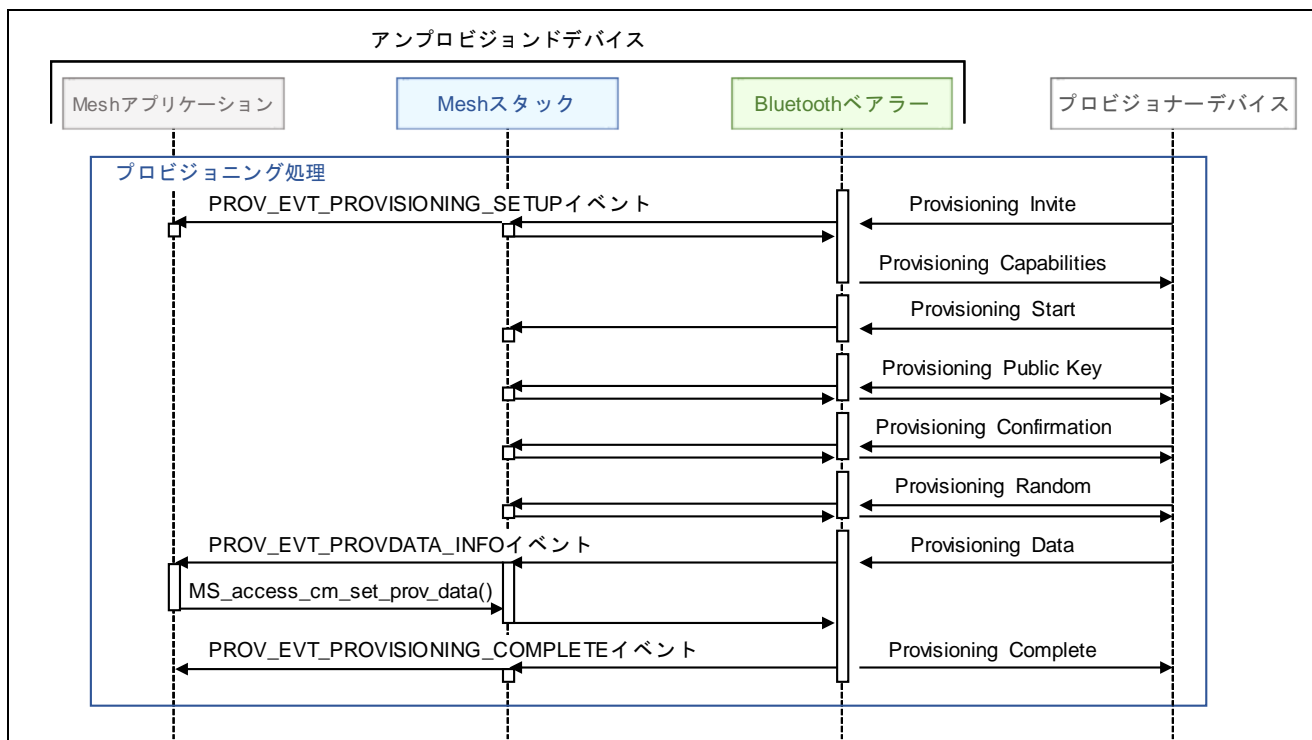 アンプロビジョンドデバイス
Meshアプリケーション
Meshスタック
Bluetoothベアラー
プロビジョナーデバイス
プロビジョニング処理
PROV_EVT_PROVISIONING_SETUPイベント
Provisioning Invite
Provisioning Capabilities
Provisioning Start
Provisioning Public Key
Provisioning Confirmation
Provisioning Random
PROV_EVT_PROVDATA_INFOイベント
Provisioning Data
MS_access_cm_set_prov_data()
PROV_EVT_PROVISIONING_COMPLETEイベント
Provisioning Complete